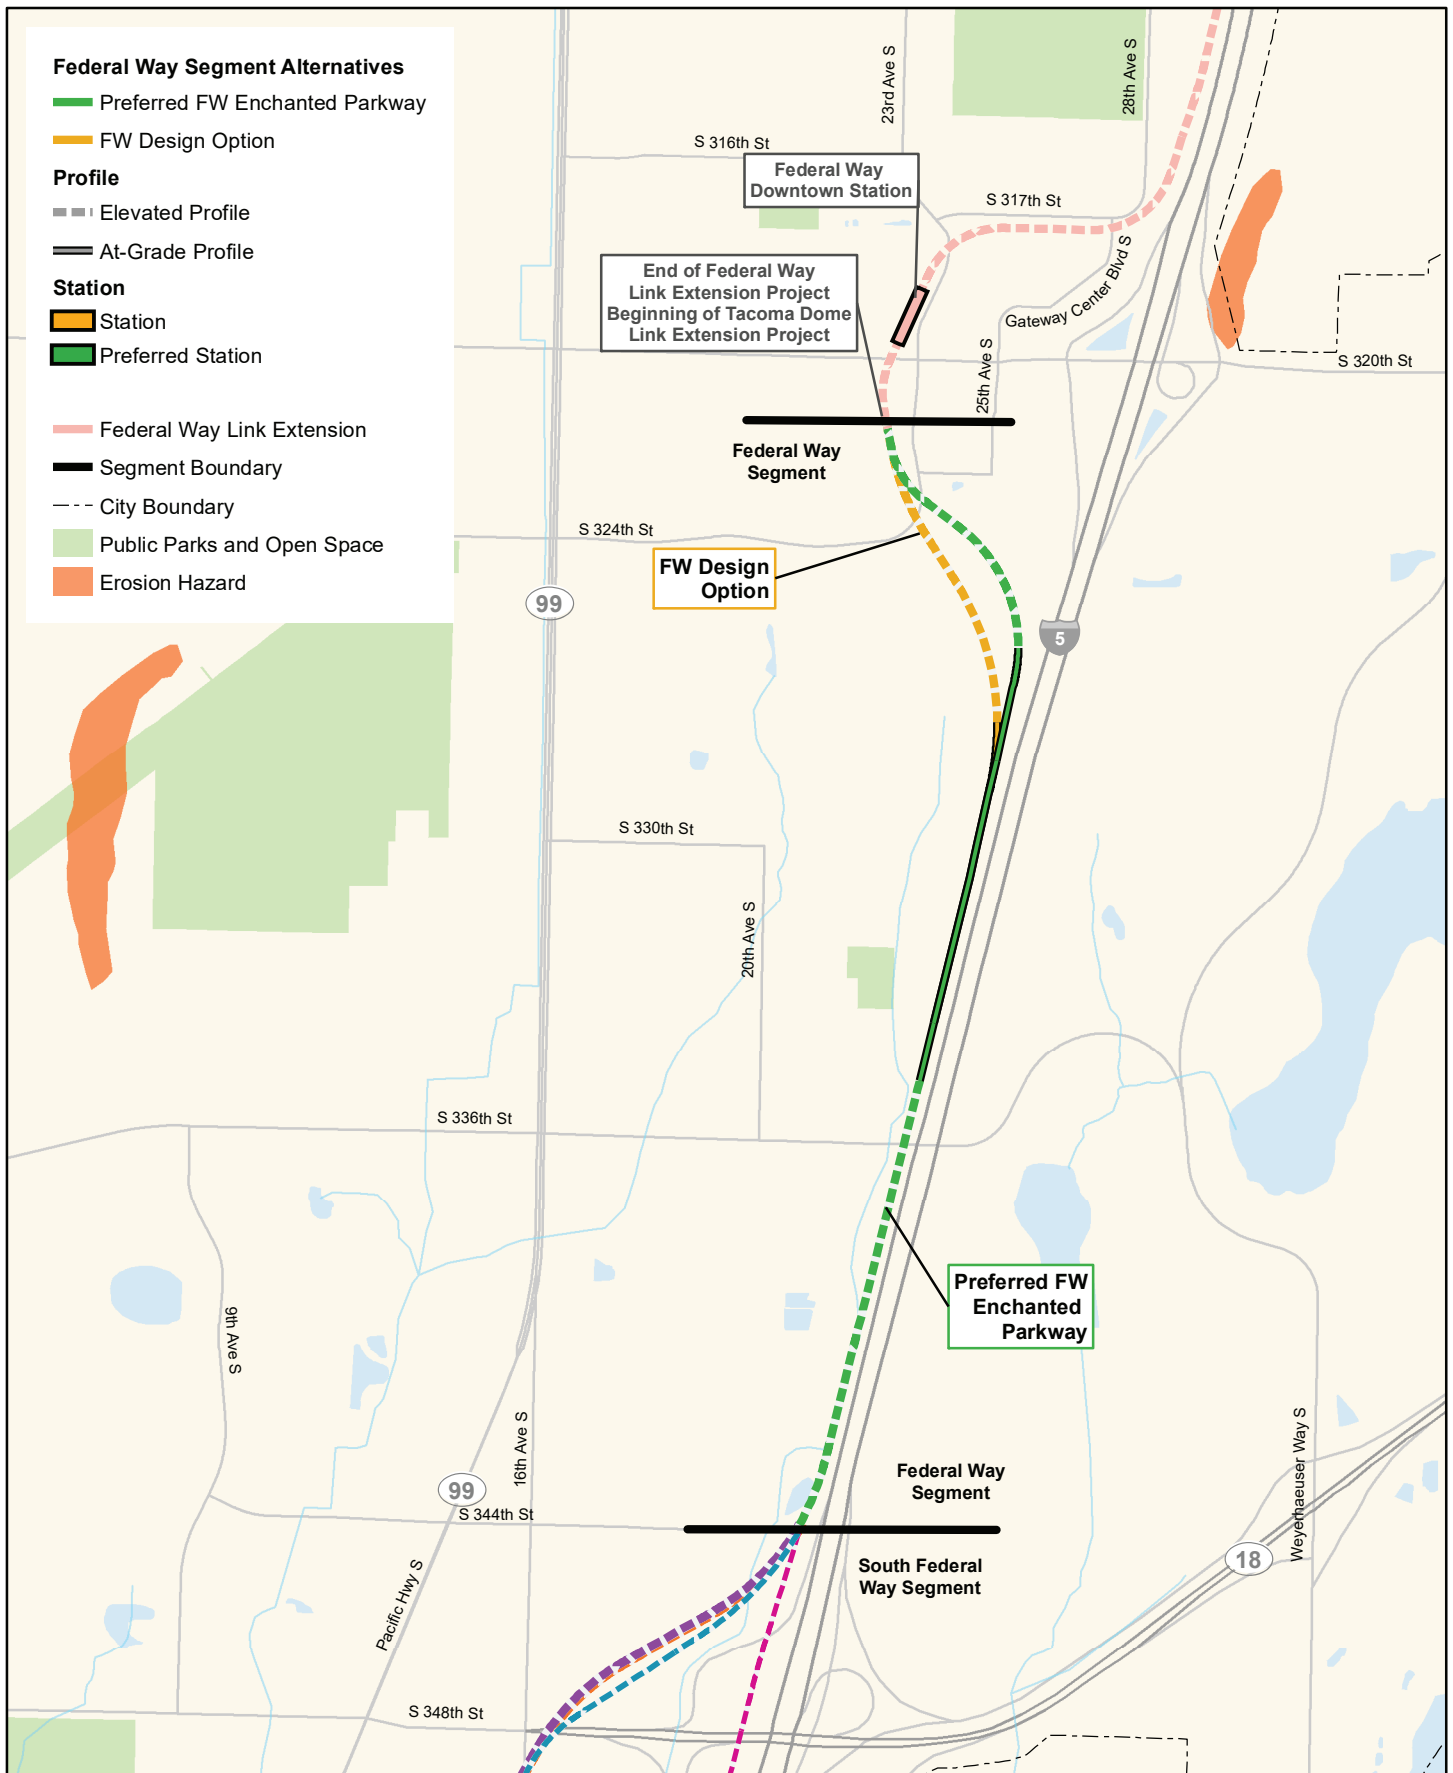 Federal Way Segment Alternatives
Preferred FW Enchanted Parkway
FW Design Option
Profile
Elevated Profile
At-Grade Profile
Station
Station
Preferred Station
Federal Way Link Extension
Segment Boundary
City Boundary
Public Parks and Open Space
Erosion Hazard
23rd Ave S
28th Ave S
S 316th St
Federal Way
Downtown Station
S 317th St
Gateway Center Blvd S
End of Federal Way
Link Extension Project
Beginning of Tacoma Dome
Link Extension Project
25th Ave S
S 320th St
Federal Way
Segment
S 324th St
FW Design
Option
99
5
S 330th St
20th Ave S
S 336th St
Preferred FW
Enchanted
Parkway
9th Ave S
16th Ave S
Weyerhaeuser Way S
Federal Way
Segment
99
S 344th St
South Federal
Way Segment
18
Pacific Hwy S
S 348th St